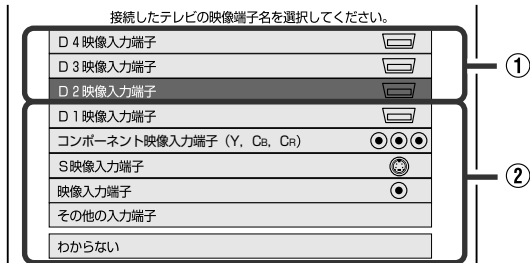 接続したテレビの映像端子名を選択してください。
D4映像入力端子
D3映像入力端子
D2映像入力端子
①
D1映像入力端子
コンポーネント映像入力端子（Y, CB, CR）
S映像入力端子
映像入力端子
その他の入力端子
わからない
②